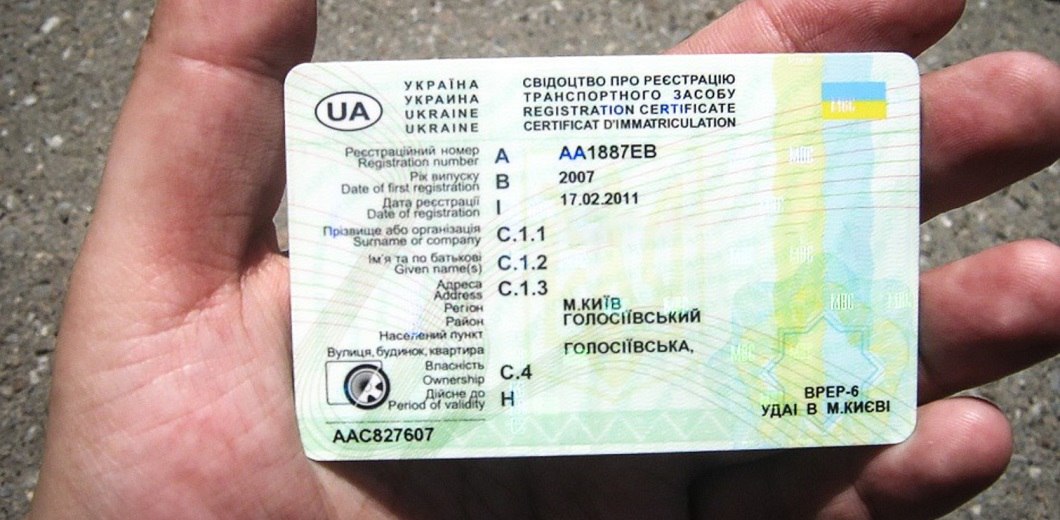 UA
УКРАЇНА
УКРАИНА
UKRAINE
UKRAINE
СВІДОЦТВО ПРО РЕЄСТРАЦІЮ
ТРАНСПОРТНОГО ЗАСОБУ
REGISTRATION CERTIFICATE
CERTIFICAT D'IMMATRICULATION
МВС
Реєстраційний номер
Registration number A AA1887EB
Рік випуску
Date of first registration B 2007
Дата реєстрації
Date of registration I 17.02.2011
Прізвище або організація
Surname or company C.1.1
Ім'я та по батькові
Given name(s) C.1.2
Адреса
Address C.1.3
Регіон М.КИЇВ
Район ГОЛОСІЇВСЬКИЙ
Населений пункт
Вулиця, будинок, квартира ГОЛОСІЇВСЬКА,
Власність
Ownership C.4
Дійсне до
Period of validity H
ВРЕР-6
УДАІ В М.КИЄВІ
AAC827607